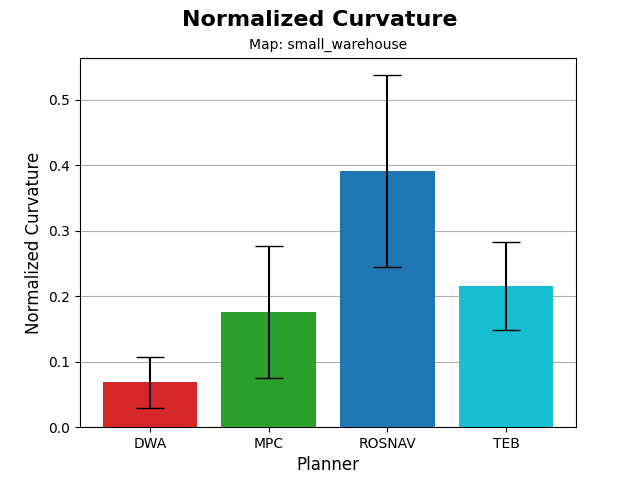 Normalized Curvature
Map: small_warehouse
Normalized Curvature
0.5
0.4
0.3
0.2
0.1
0.0
DWA MPC ROSNAV TEB
Planner